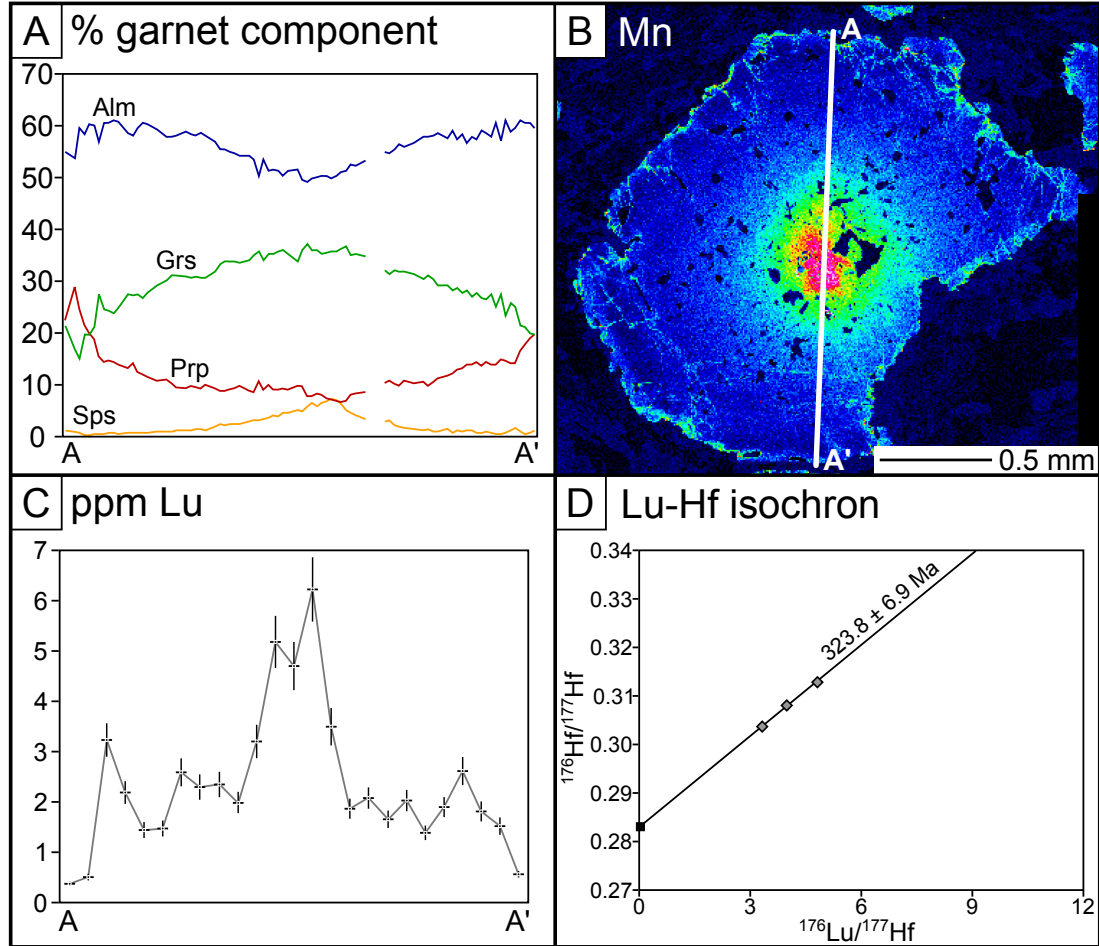 A % garnet component
70
60
50
40
30
20
10
0
Alm
Grs
Prp
Sps
A A'
B Mn
A
A'
0.5 mm
C ppm Lu
7
6
5
4
3
2
1
0
A A'
D Lu-Hf isochron
0.34
0.33
0.32
0.31
0.30
0.29
0.28
0.27
¹⁷⁶Hf/¹⁷⁷Hf
323.8 ± 6.9 Ma
0 3 6 9 12
¹⁷⁶Lu/¹⁷⁷Hf